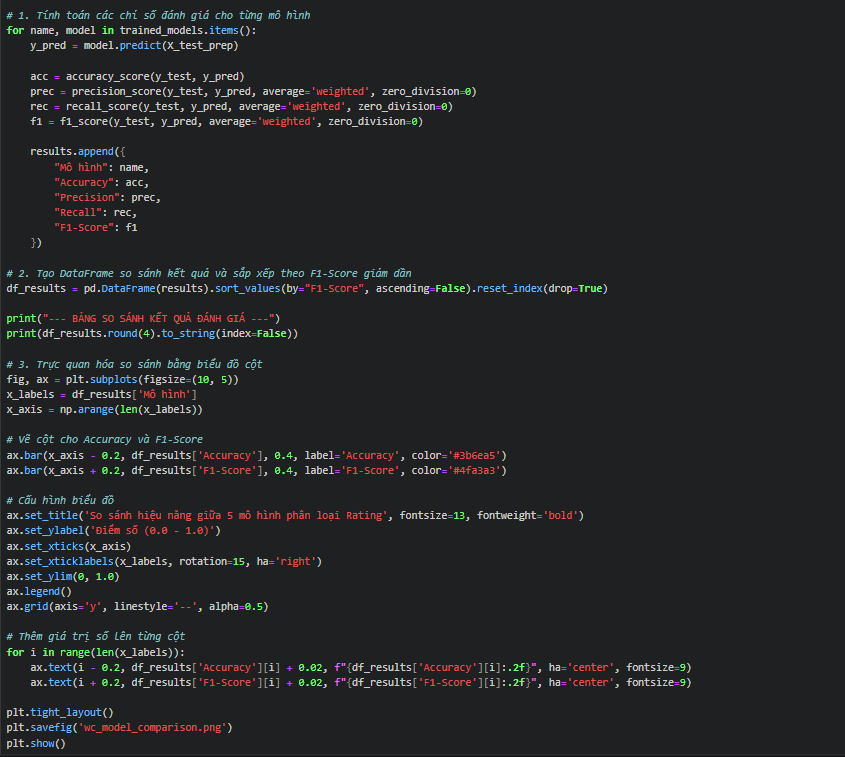 # 1. Tính toán các chỉ số đánh giá cho từng mô hình
for name, model in trained_models.items():
    y_pred = model.predict(X_test_prep)

    acc = accuracy_score(y_test, y_pred)
    prec = precision_score(y_test, y_pred, average='weighted', zero_division=0)
    rec = recall_score(y_test, y_pred, average='weighted', zero_division=0)
    f1 = f1_score(y_test, y_pred, average='weighted', zero_division=0)

    results.append({
        "Mô hình": name,
        "Accuracy": acc,
        "Precision": prec,
        "Recall": rec,
        "F1-Score": f1
    })

# 2. Tạo DataFrame so sánh kết quả và sắp xếp theo F1-Score giảm dần
df_results = pd.DataFrame(results).sort_values(by="F1-Score", ascending=False).reset_index(drop=True)

print("--- BẢNG SO SÁNH KẾT QUẢ ĐÁNH GIÁ ---")
print(df_results.round(4).to_string(index=False))

# 3. Trực quan hóa so sánh bằng biểu đồ cột
fig, ax = plt.subplots(figsize=(10, 5))
x_labels = df_results['Mô hình']
x_axis = np.arange(len(x_labels))

# Vẽ cột cho Accuracy và F1-Score
ax.bar(x_axis - 0.2, df_results['Accuracy'], 0.4, label='Accuracy', color='#3b6ea5')
ax.bar(x_axis + 0.2, df_results['F1-Score'], 0.4, label='F1-Score', color='#4fa3a3')

# Cấu hình biểu đồ
ax.set_title('So sánh hiệu năng giữa 5 mô hình phân loại Rating', fontsize=13, fontweight='bold')
ax.set_ylabel('Điểm số (0.0 - 1.0)')
ax.set_xticks(x_axis)
ax.set_xticklabels(x_labels, rotation=15, ha='right')
ax.set_ylim(0, 1.0)
ax.legend()
ax.grid(axis='y', linestyle='--', alpha=0.5)

# Thêm giá trị số lên từng cột
for i in range(len(x_labels)):
    ax.text(i - 0.2, df_results['Accuracy'][i] + 0.02, f"{df_results['Accuracy'][i]:.2f}", ha='center', fontsize=9)
    ax.text(i + 0.2, df_results['F1-Score'][i] + 0.02, f"{df_results['F1-Score'][i]:.2f}", ha='center', fontsize=9)

plt.tight_layout()
plt.savefig('wc_model_comparison.png')
plt.show()